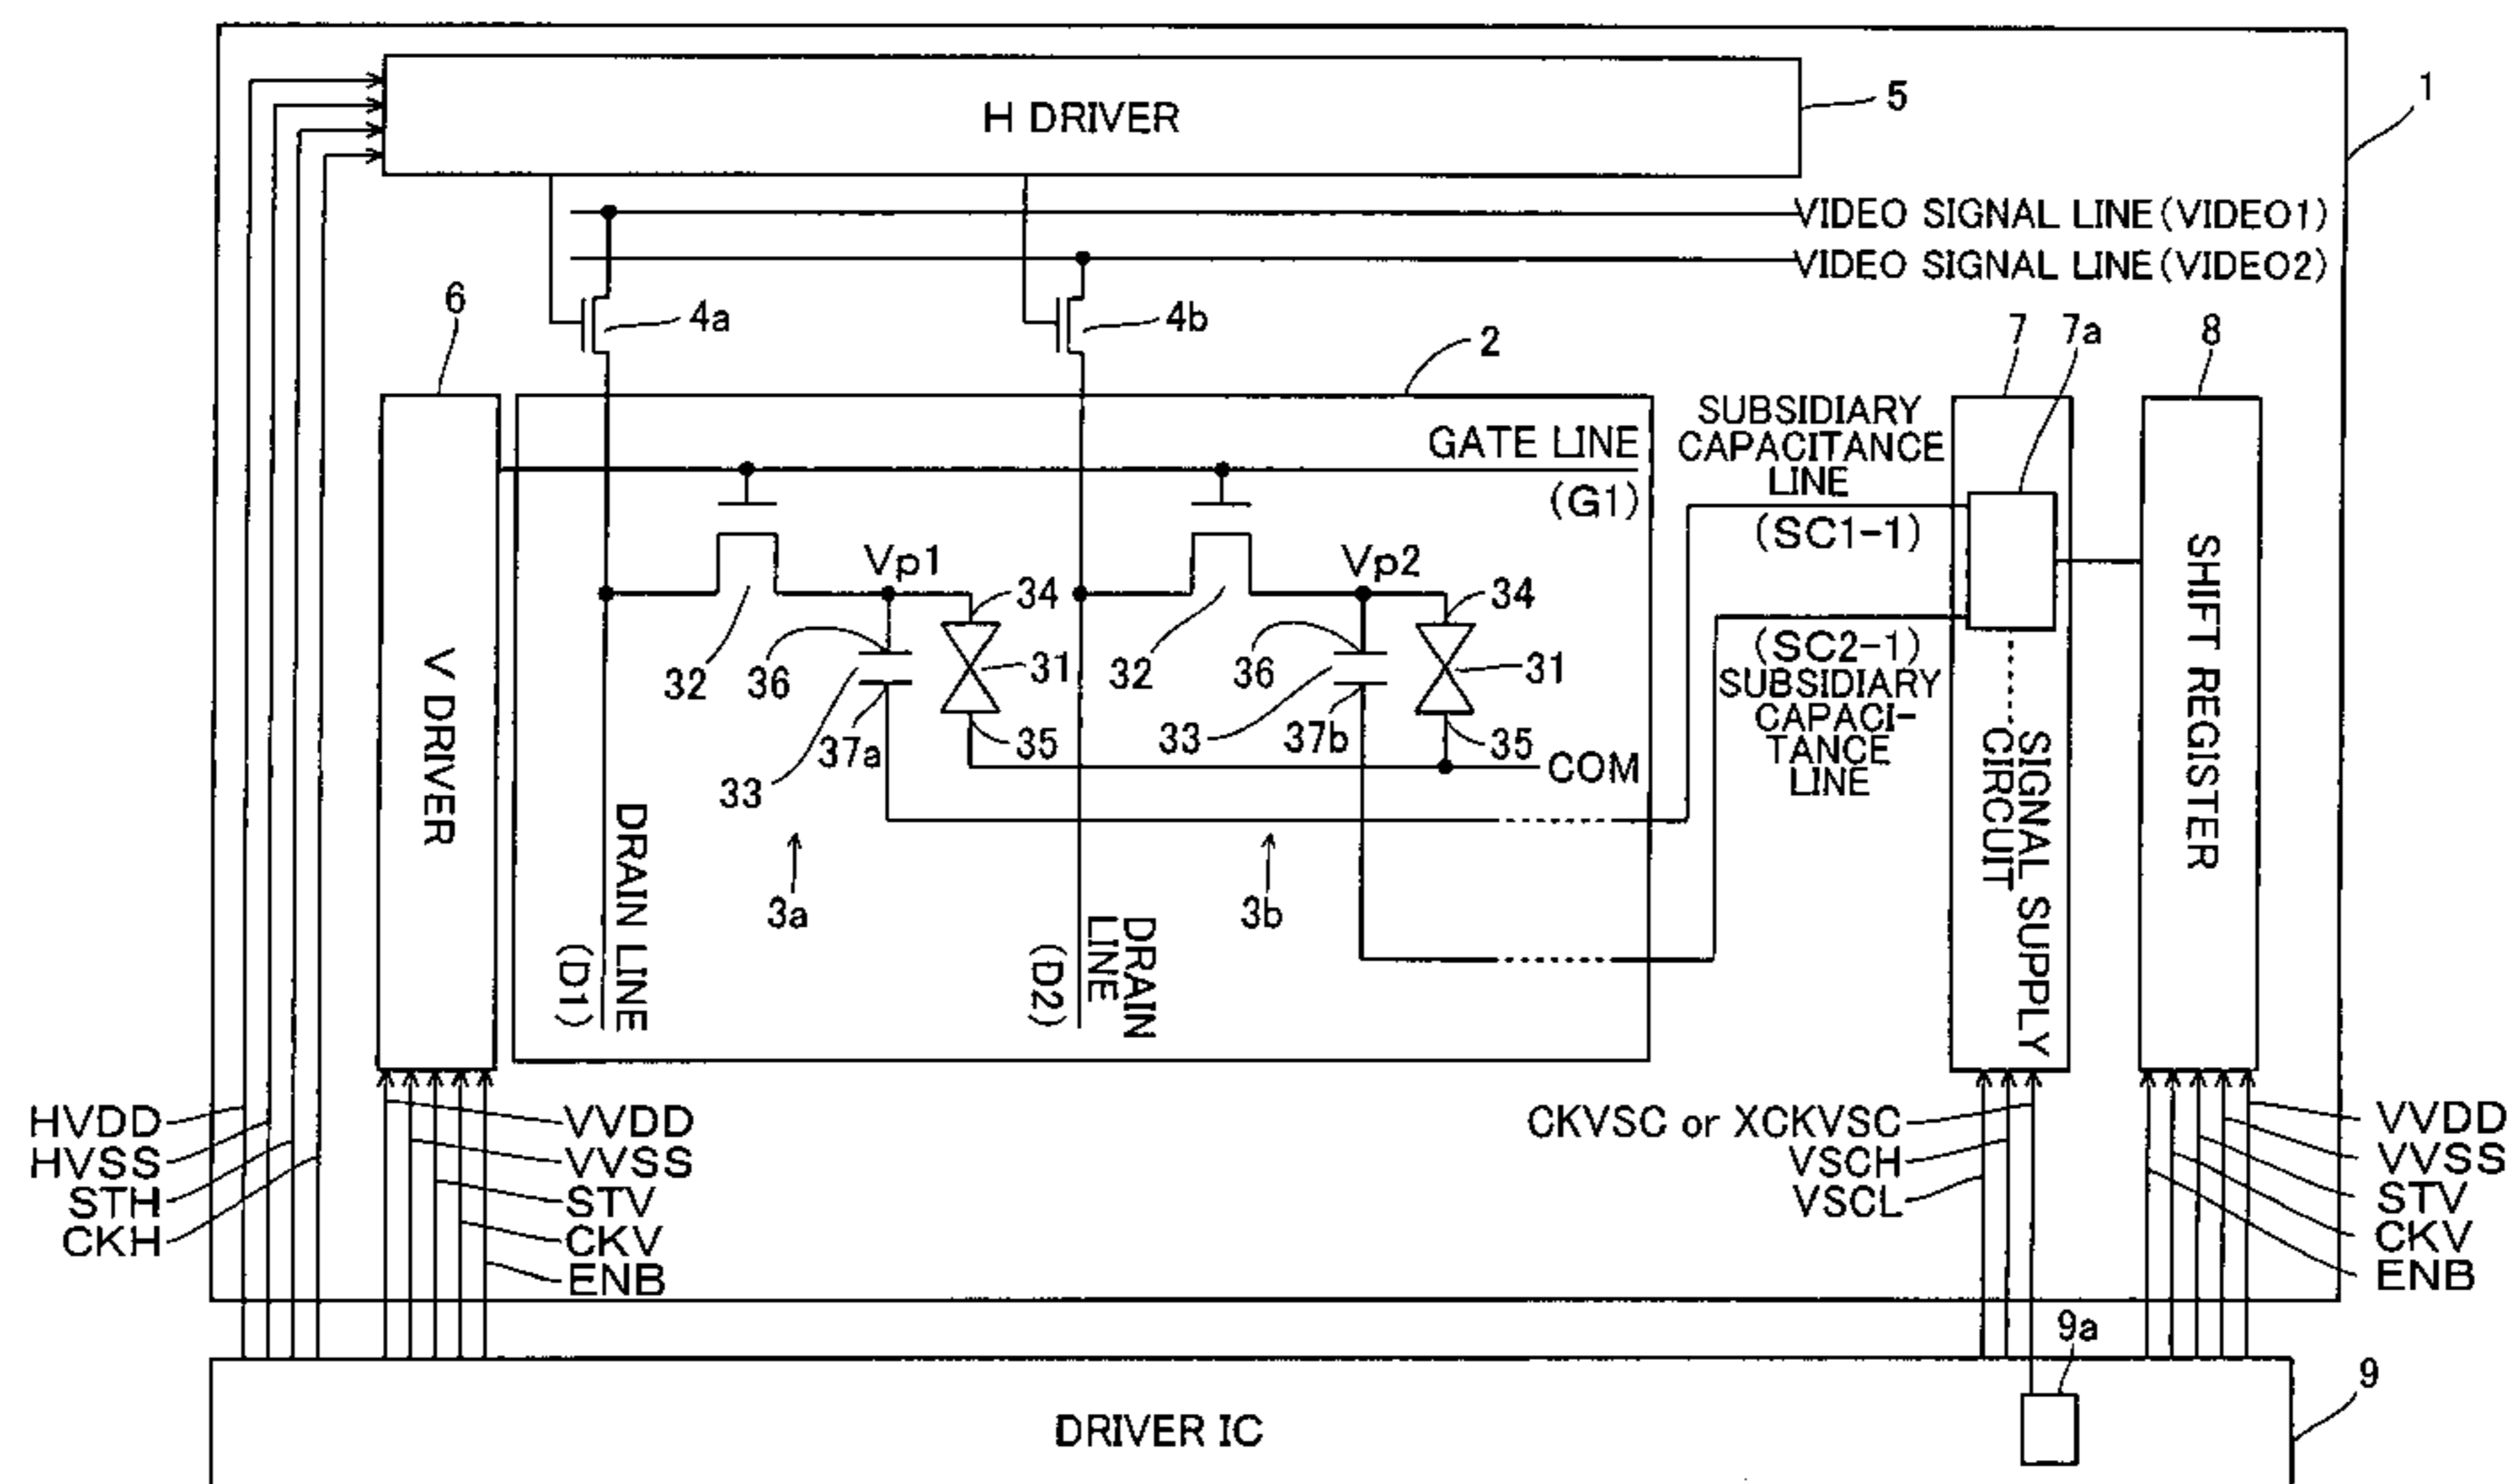 H DRIVER
5
1
VIDEO SIGNAL LINE(VIDEO1)
VIDEO SIGNAL LINE(VIDEO2)
4a
4b
6
2
7
7a
8
V DRIVER
GATE LINE
(G1)
SUBSIDIARY
CAPACITANCE
LINE
(SC1-1)
(SC2-1)
SUBSIDIARY
CAPACI-
TANCE
LINE
Vp1
Vp2
34
34
32
36
31
32
36
31
33
37a
35
33
37b
35
COM
3a
3b
DRAIN LINE
(D1)
DRAIN
LINE
(D2)
SIGNAL SUPPLY
CIRCUIT
SHIFT REGISTER
HVDD
HVSS
STH
CKH
VVDD
VVSS
STV
CKV
ENB
CKVSC or XCKVSC
VSCH
VSCL
VVDD
VVSS
STV
CKV
ENB
9a
9
DRIVER IC